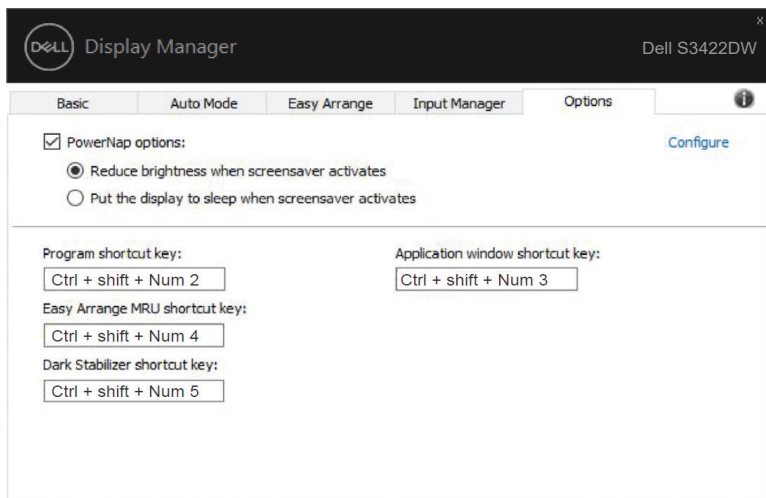 x
DELL Display Manager
Dell S3422DW
Basic
Auto Mode
Easy Arrange
Input Manager
Options
i
PowerNap options:
Configure
Reduce brightness when screensaver activates
Put the display to sleep when screensaver activates
Program shortcut key:
Application window shortcut key:
Ctrl + shift + Num 2
Ctrl + shift + Num 3
Easy Arrange MRU shortcut key:
Ctrl + shift + Num 4
Dark Stabilizer shortcut key:
Ctrl + shift + Num 5